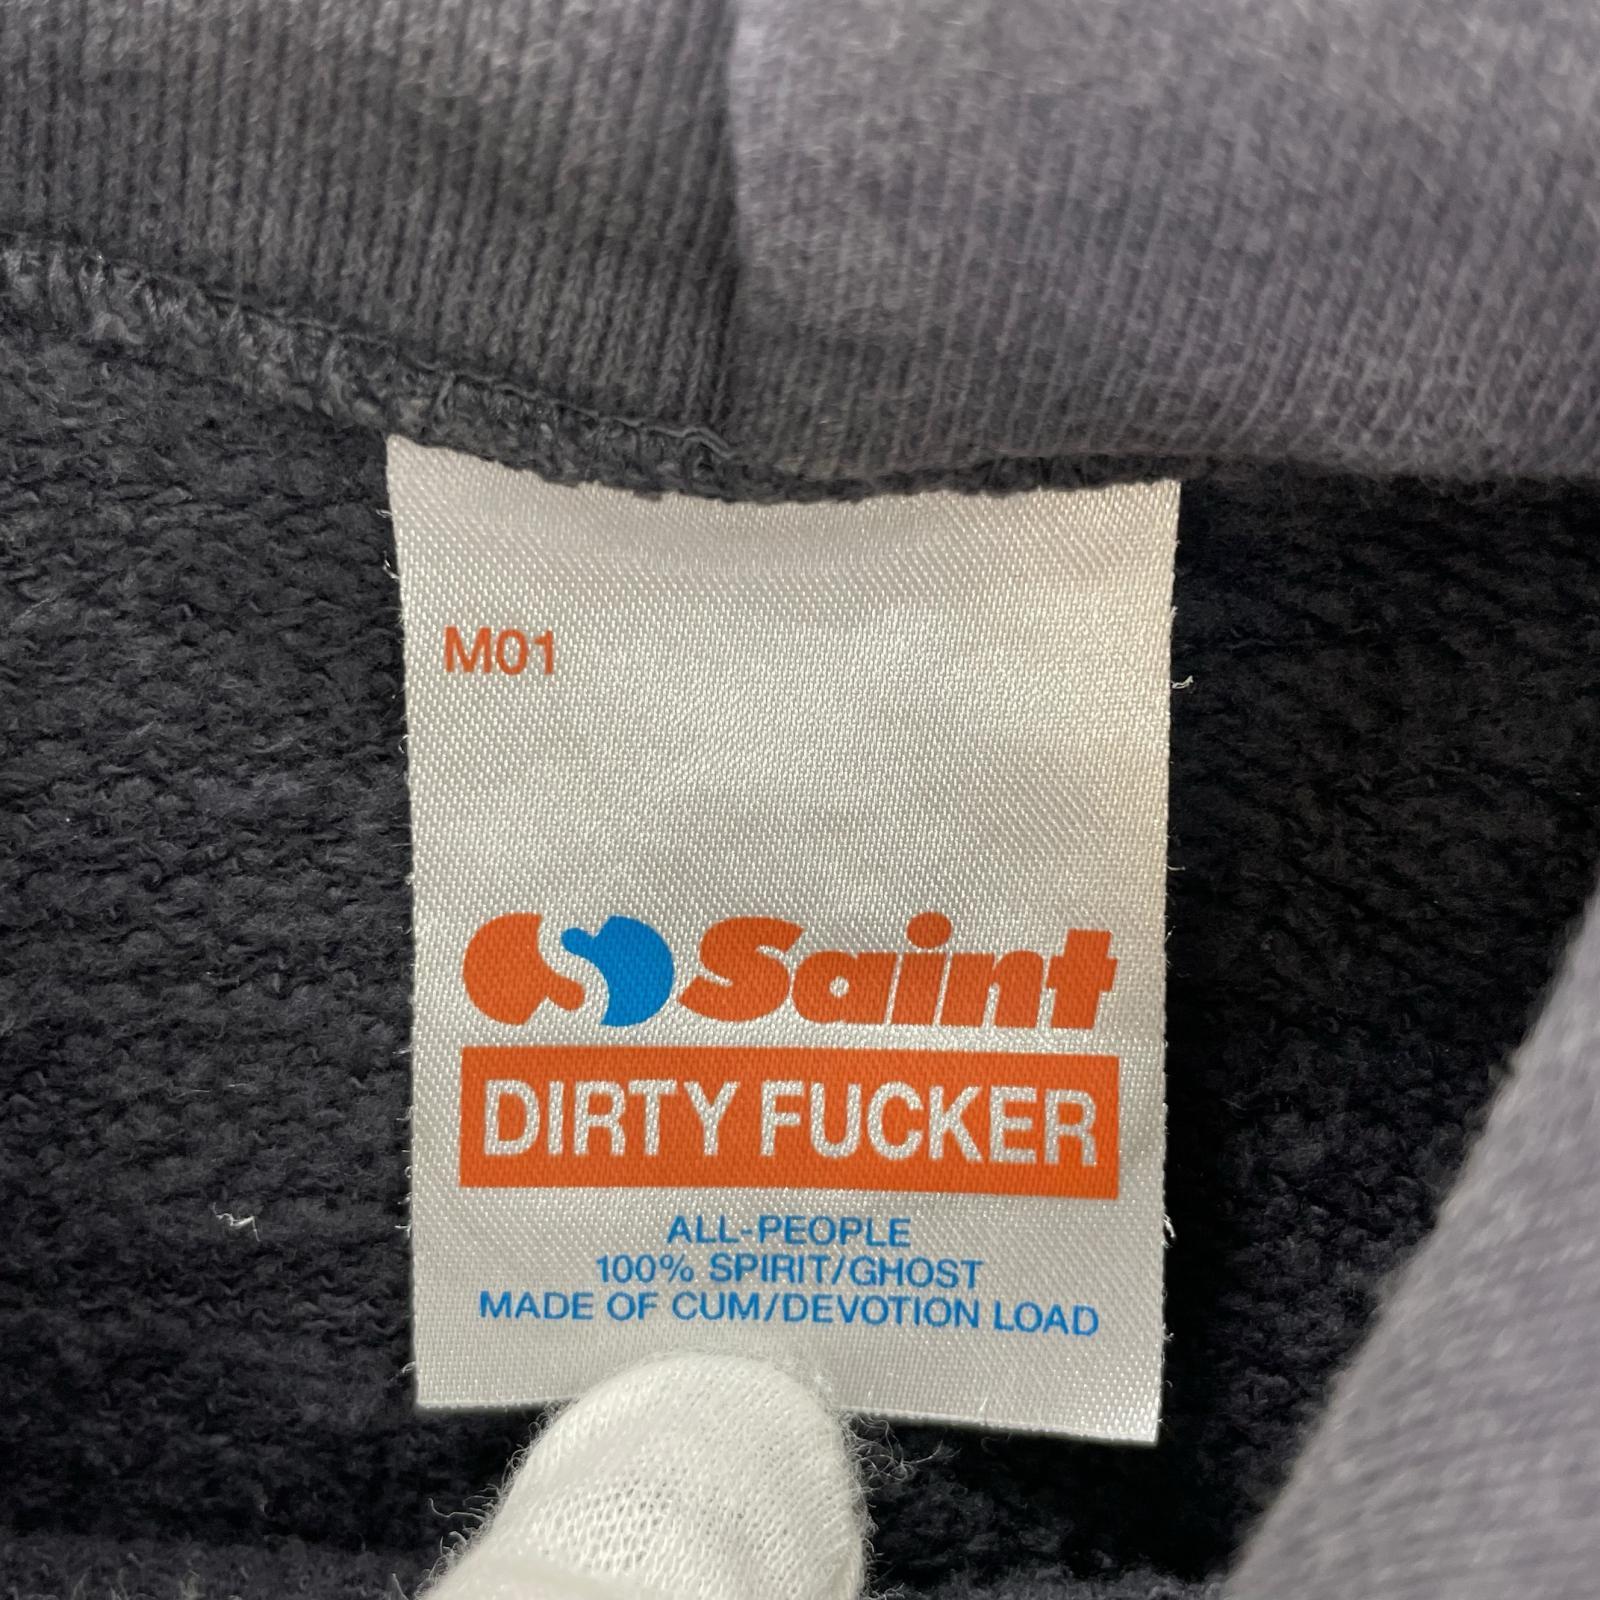 M01
Saint
DIRTY FUCKER
ALL-PEOPLE
100% SPIRIT/GHOST
MADE OF CUM/DEVOTION LOAD